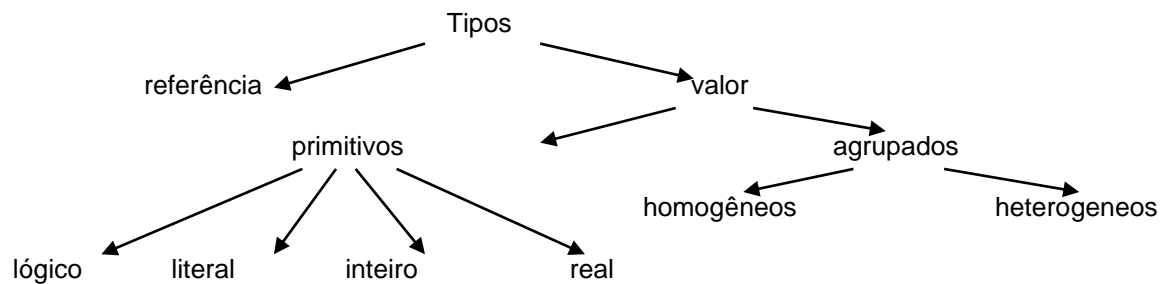 Tipos
referência valor
primitivos agrupados
homogêneos heterogeneos
lógico literal inteiro real